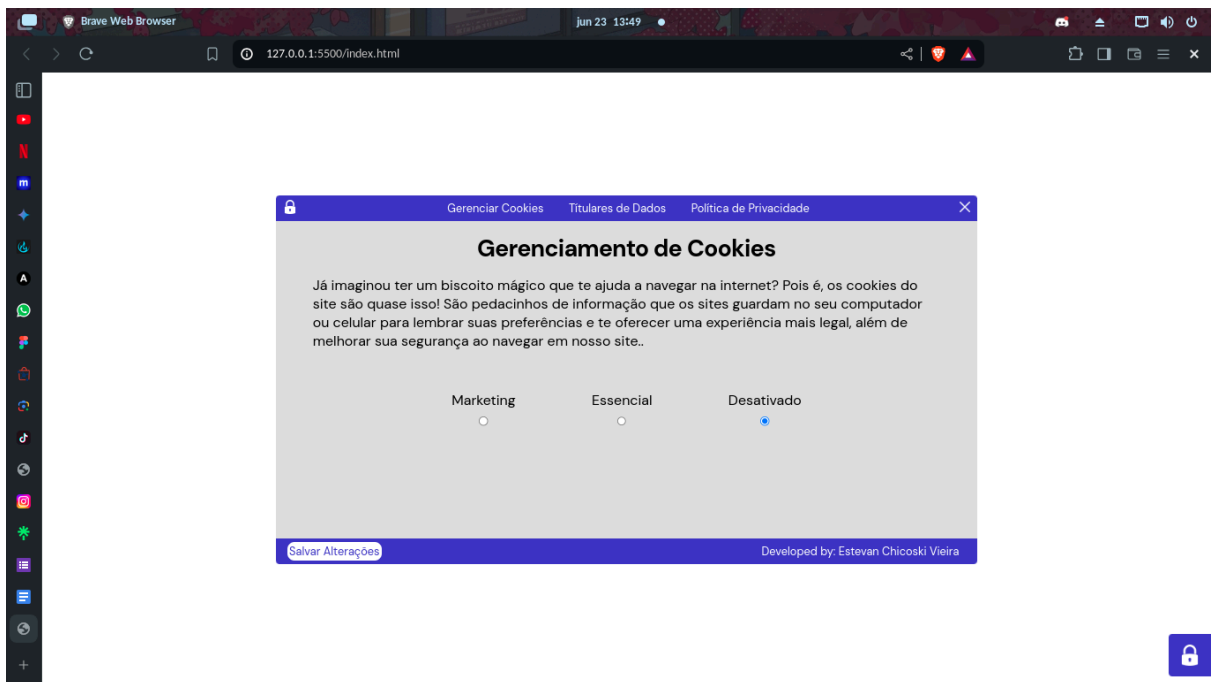 Brave Web Browser
jun 23 13:49
127.0.0.1:5500/index.html
Gerenciar Cookies Titulares de Dados Política de Privacidade
Gerenciamento de Cookies
Já imaginou ter um biscoito mágico que te ajuda a navegar na internet? Pois é, os cookies do
site são quase isso! São pedacinhos de informação que os sites guardam no seu computador
ou celular para lembrar suas preferências e te oferecer uma experiência mais legal, além de
melhorar sua segurança ao navegar em nosso site..
Marketing Essencial Desativado
Salvar Alterações Developed by: Estevan Chicoski Vieira